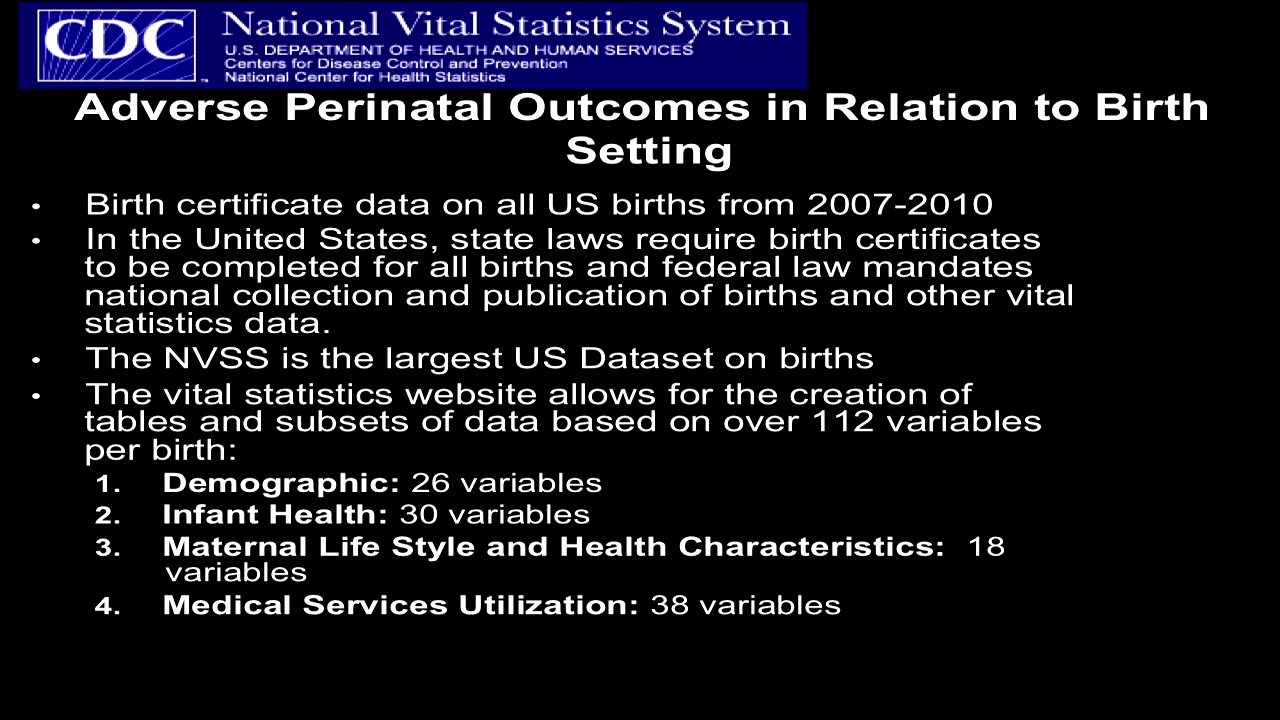 CDC
™
National Vital Statistics System
U.S. DEPARTMENT OF HEALTH AND HUMAN SERVICES
Centers for Disease Control and Prevention
National Center for Health Statistics
Adverse Perinatal Outcomes in Relation to Birth
Setting
• Birth certificate data on all US births from 2007-2010
• In the United States, state laws require birth certificates
to be completed for all births and federal law mandates
national collection and publication of births and other vital
statistics data.
• The NVSS is the largest US Dataset on births
• The vital statistics website allows for the creation of
tables and subsets of data based on over 112 variables
per birth:
1. Demographic: 26 variables
2. Infant Health: 30 variables
3. Maternal Life Style and Health Characteristics: 18
variables
4. Medical Services Utilization: 38 variables